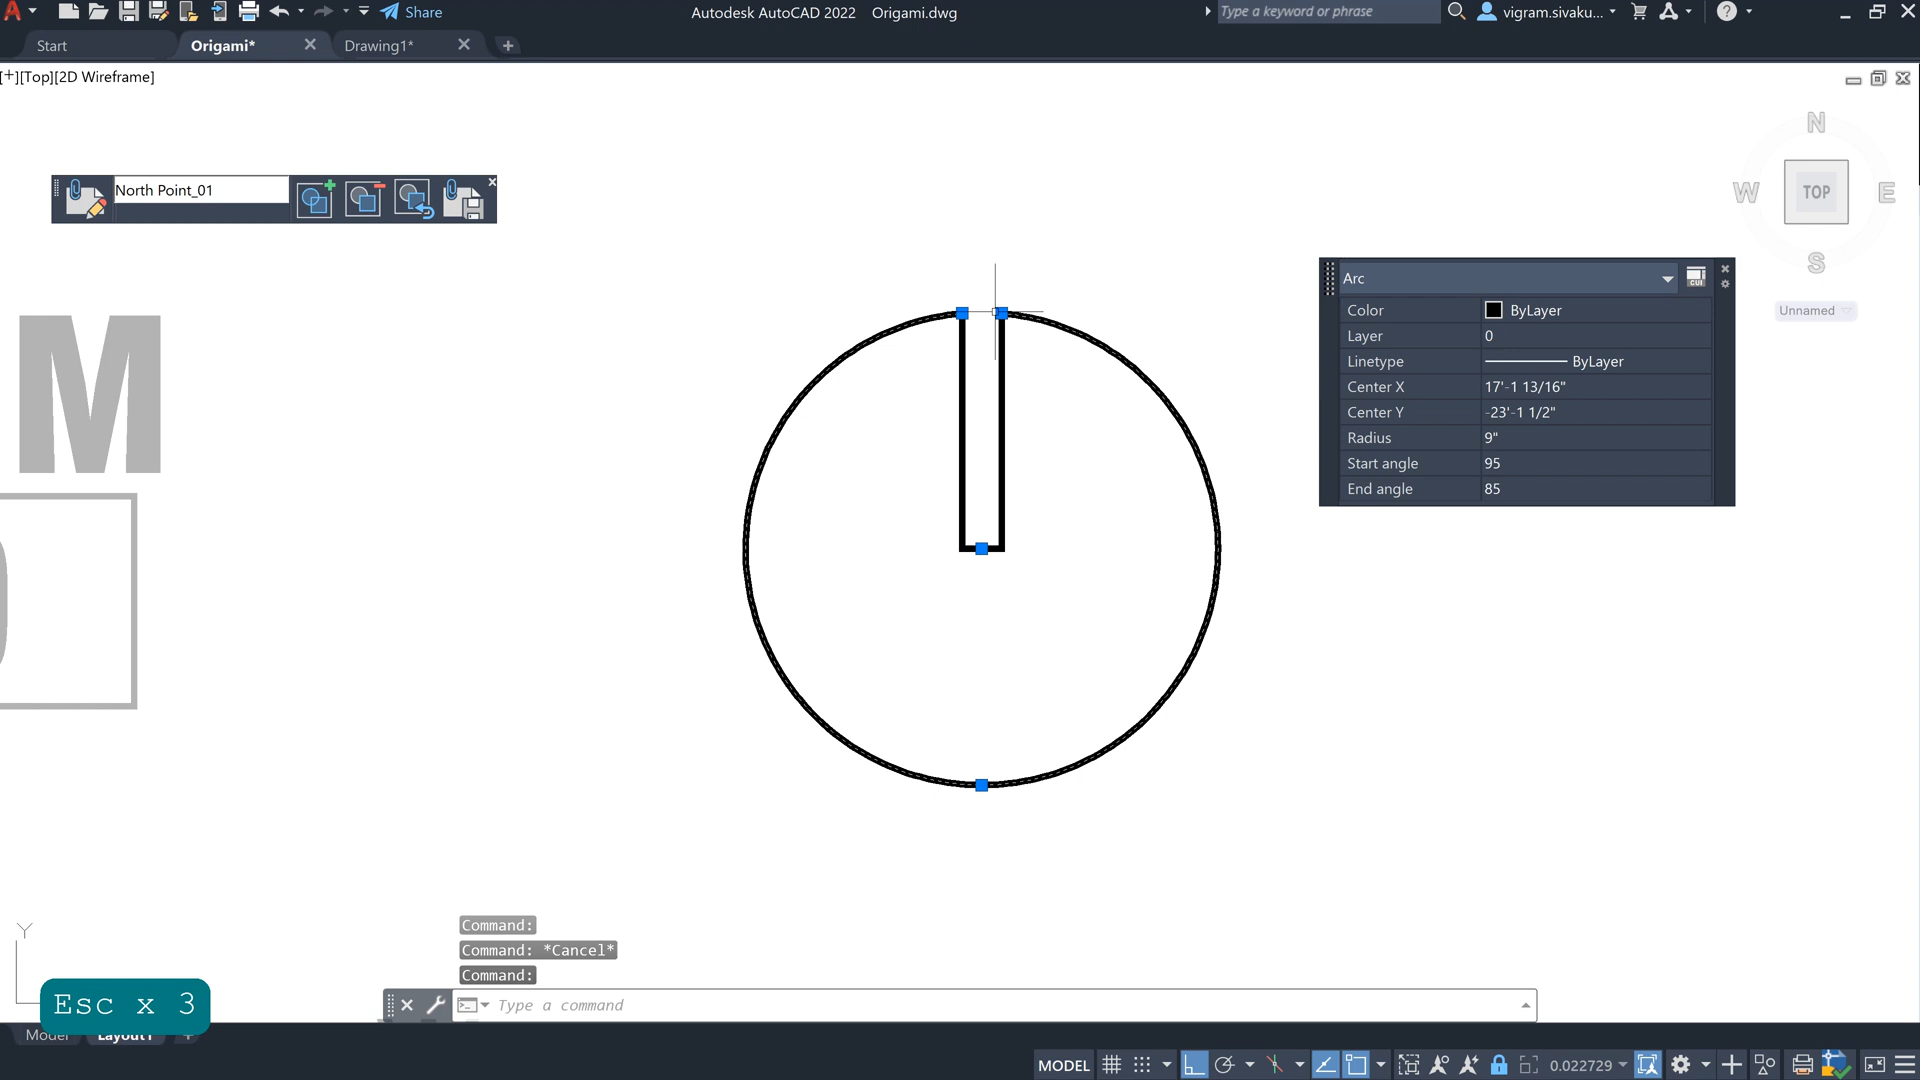 Share
Autodesk AutoCAD 2022 Origami.dwg
Type a keyword or phrase
vigram.sivaku...
Start
Origami*
Drawing1*
[+][Top][2D Wireframe]
N
W
TOP
E
S
Unnamed
North Point_01
M
Arc
CUI
Color ByLayer
Layer 0
Linetype ByLayer
Center X 17'-1 13/16"
Center Y -23'-1 1/2"
Radius 9"
Start angle 95
End angle 85
Y
Command:
Command: *Cancel*
Command:
Type a command
Esc x 3
Model Layout1
MODEL
0.022729